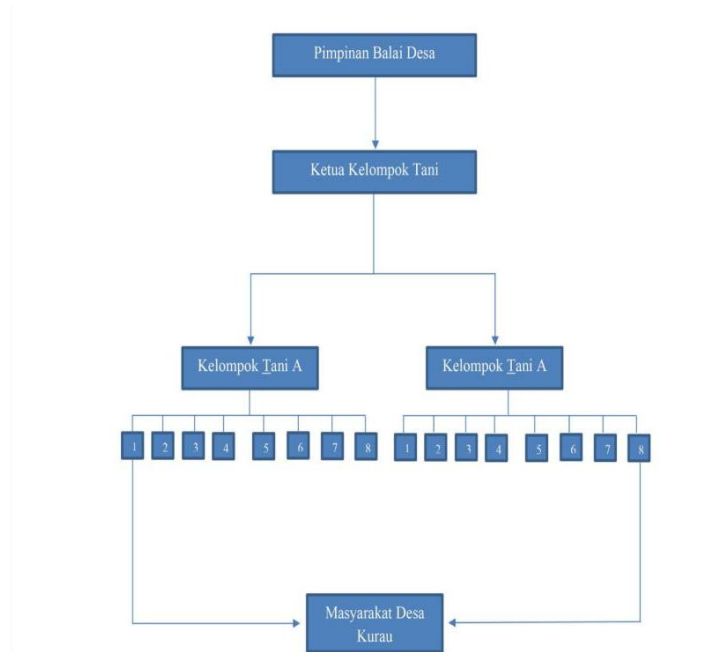 Pimpinan Balai Desa
Ketua Kelompok Tani
Kelompok Tani A
Kelompok Tani A
1 2 3 4 5 6 7 8
1 2 3 4 5 6 7 8
Masyarakat Desa
Kurau